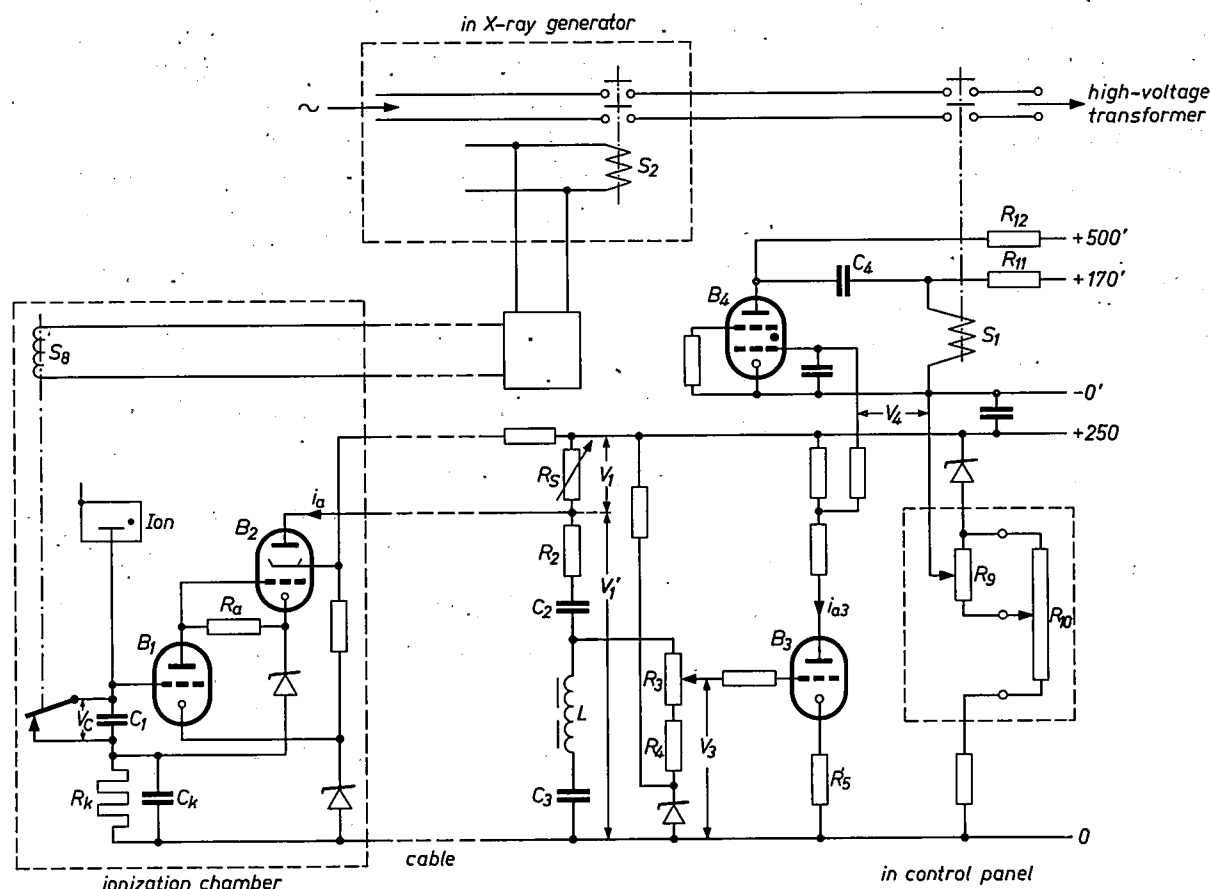 in X-ray generator
~
high-voltage
transformer
S2
R12
+500'
C4
R11
+170'
B4
S8
S1
-0'
V4
+250
RS
V1
ia
Ion
B2
R2
V1'
R9
Ra
C2
ia3
R10
B1
B3
R3
VC
C1
L
R4
V3
Rk
Ck
C3
R5
0
cable
in control panel
ionization chamber